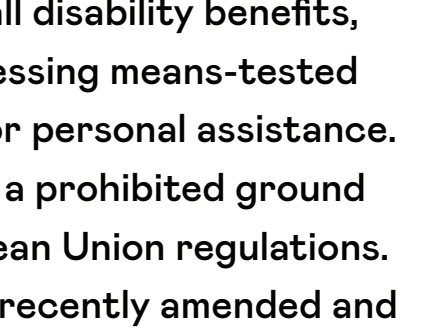 all disability benefits,
essing means-tested
or personal assistance.
a prohibited ground
ean Union regulations.
recently amended and